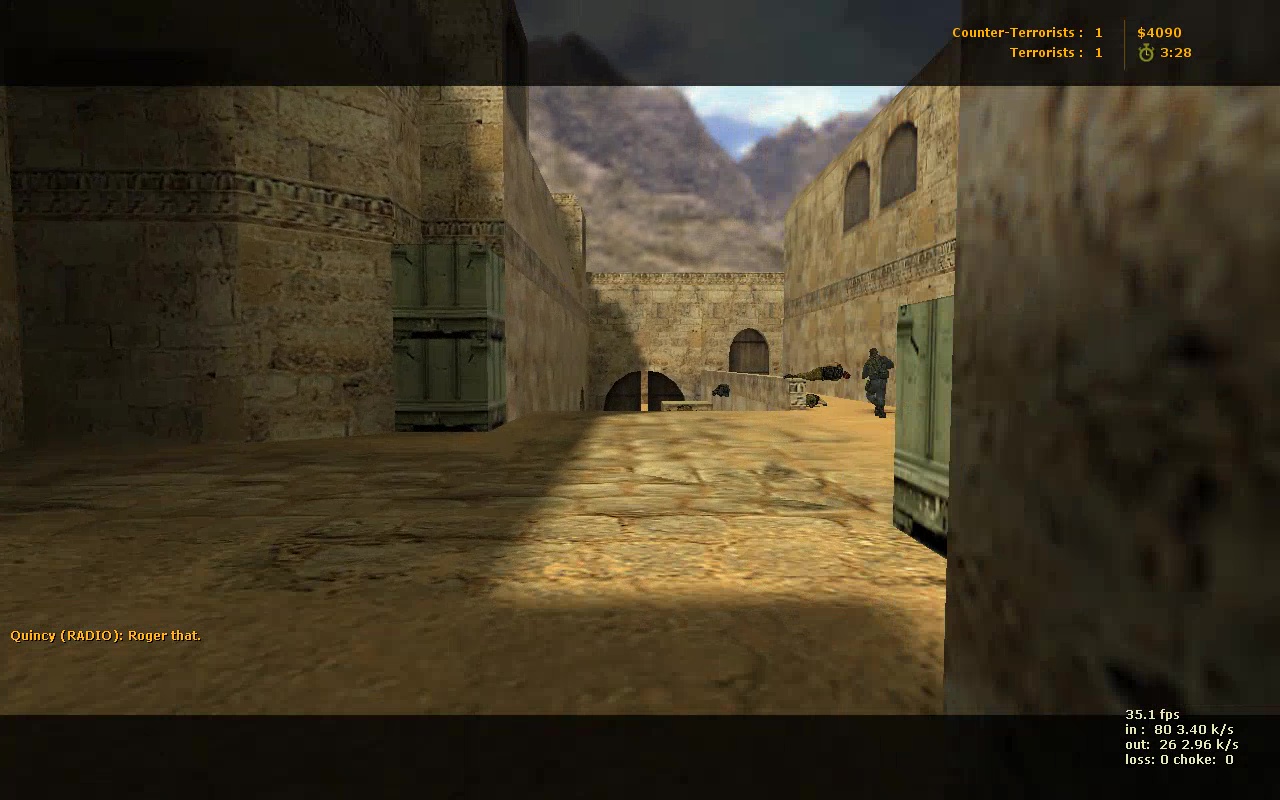 Counter-Terrorists : 1 $4090
Terrorists : 1 3:28
Quincy (RADIO): Roger that.
35.1 fps
in : 80 3.40 k/s
out: 26 2.96 k/s
loss: 0 choke: 0